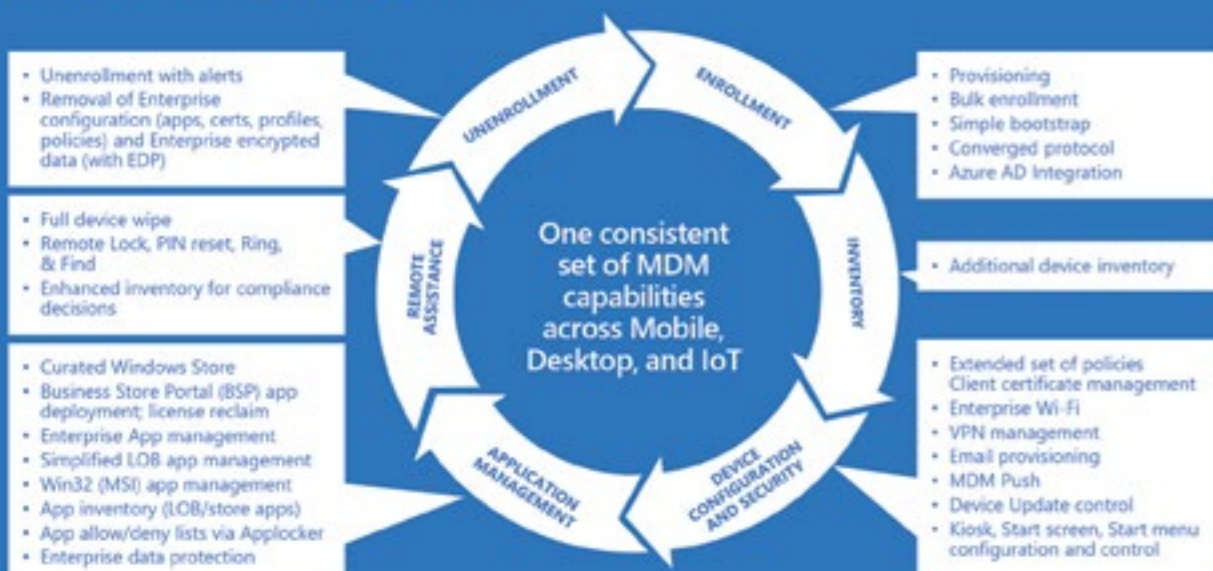 • Unenrollment with alerts
• Removal of Enterprise
configuration (apps, certs, profiles,
policies) and Enterprise encrypted
data (with EDP)
• Full device wipe
• Remote Lock, PIN reset, Ring,
& Find
• Enhanced inventory for compliance
decisions
• Curated Windows Store
• Business Store Portal (BSP) app
deployment; license reclaim
• Enterprise App management
• Simplified LOB app management
• Win32 (MSI) app management
• App inventory (LOB/store apps)
• App allow/deny lists via Applocker
• Enterprise data protection
UNENROLLMENT
ENROLLMENT
INVENTORY
DEVICE
CONFIGURATION
AND SECURITY
APPLICATION
MANAGEMENT
REMOTE
ASSISTANCE
One consistent
set of MDM
capabilities
across Mobile,
Desktop, and IoT
• Provisioning
• Bulk enrollment
• Simple bootstrap
• Converged protocol
• Azure AD Integration
• Additional device inventory
• Extended set of policies
Client certificate management
• Enterprise Wi-Fi
• VPN management
• Email provisioning
• MDM Push
• Device Update control
• Kiosk, Start screen, Start menu
configuration and control